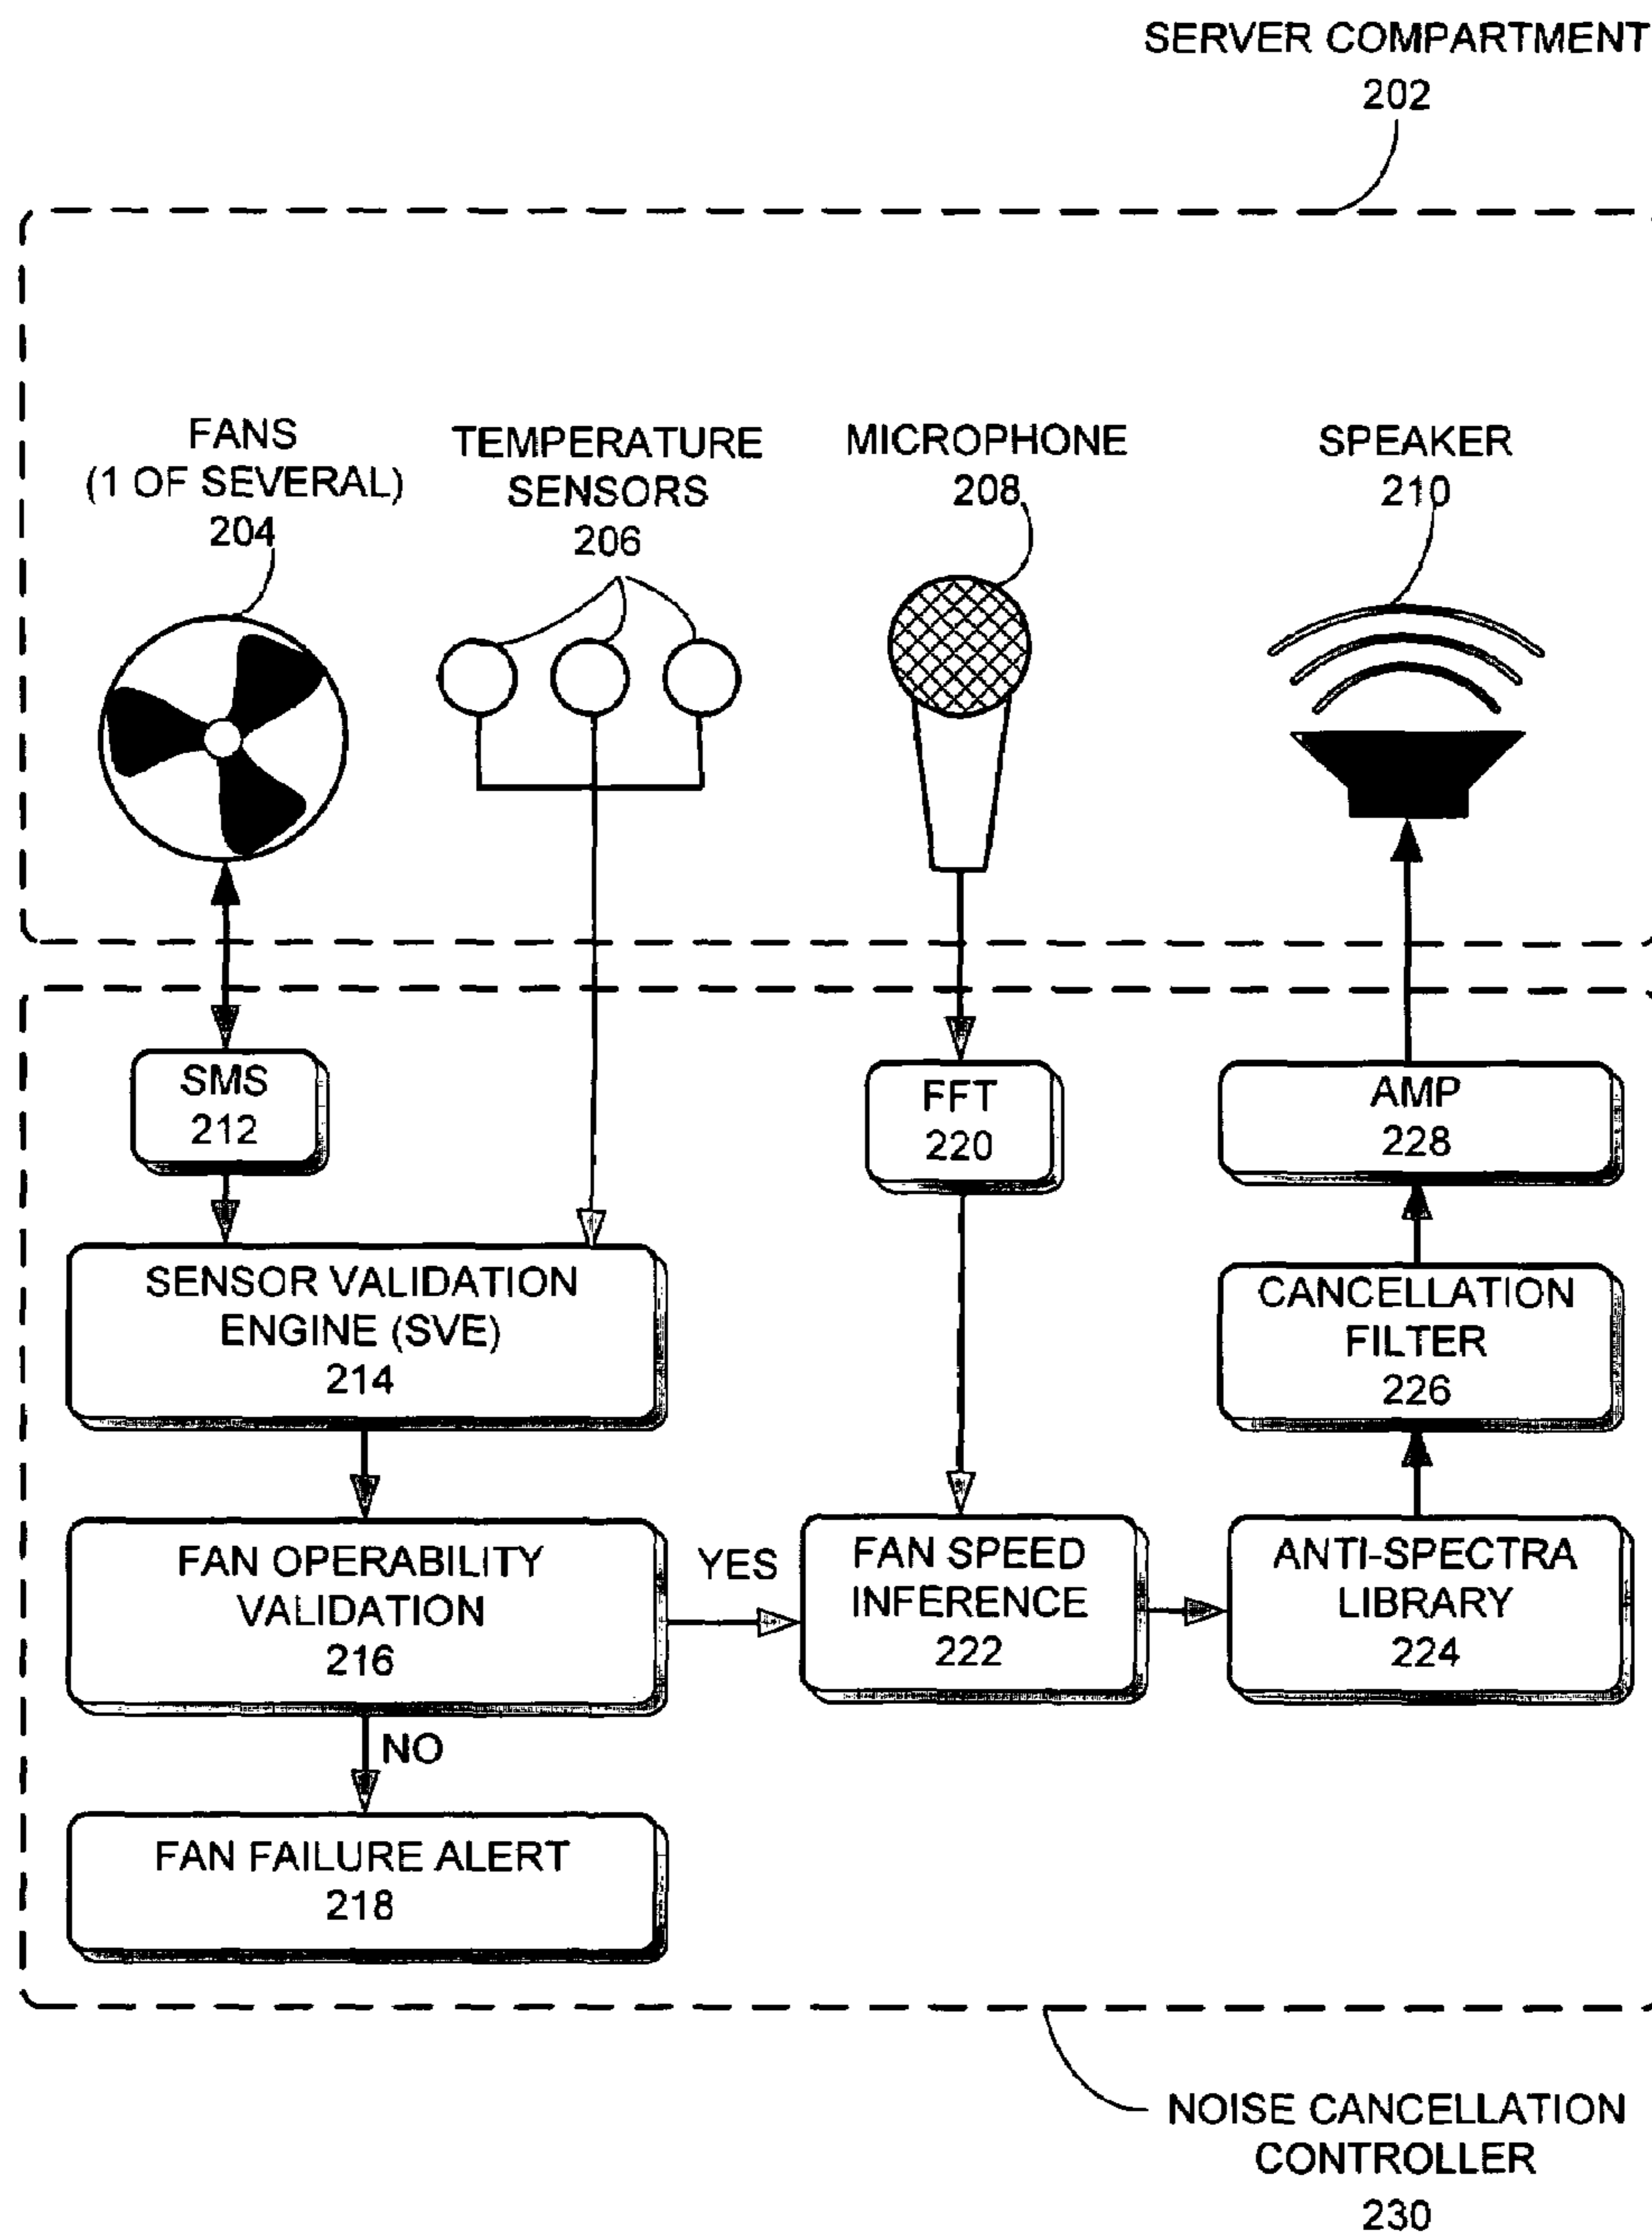 SERVER COMPARTMENT
202
FANS
(1 OF SEVERAL)
204
TEMPERATURE
SENSORS
206
MICROPHONE
208
SPEAKER
210
SMS
212
FFT
220
AMP
228
SENSOR VALIDATION
ENGINE (SVE)
214
CANCELLATION
FILTER
226
FAN OPERABILITY
VALIDATION
216
YES
FAN SPEED
INFERENCE
222
ANTI-SPECTRA
LIBRARY
224
NO
FAN FAILURE ALERT
218
NOISE CANCELLATION
CONTROLLER
230